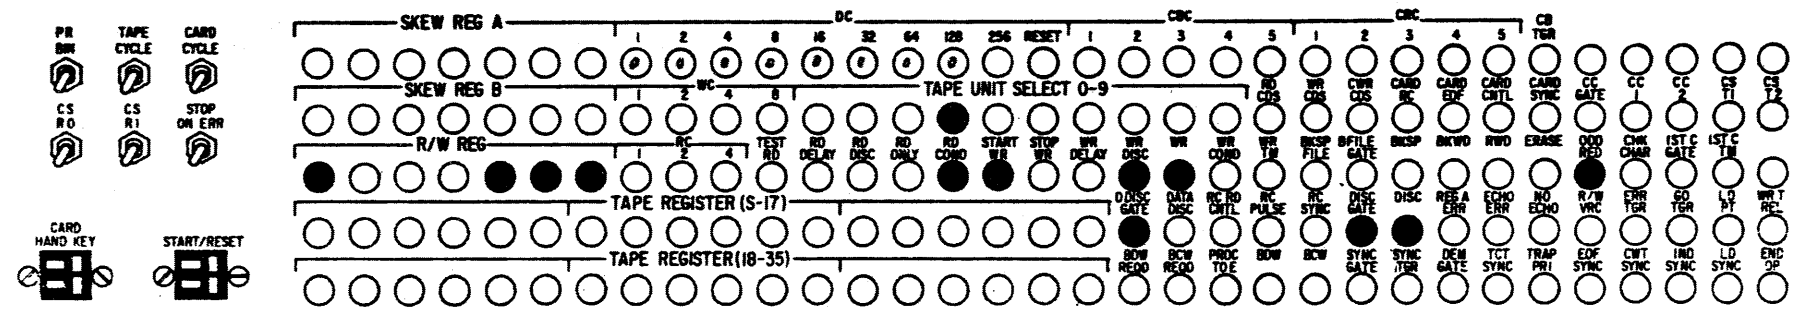 PR BIN
TAPE CYCLE
CARD CYCLE
CS R0
CS R1
STOP ON ERR
CARD HAND KEY
START/RESET
SKEW REG A
DC
CBC
CRC
CB TGR
1 2 4 8 16 32 64 128 256 RESET 1 2 3 4 5 1 2 3 4 5
SKEW REG B
WC
TAPE UNIT SELECT 0-9
1 2 4 8
RD CDS
WR CDS
CWR CDS
CARD RC
CARD EOF
CARD CNTL
CARD SYNC
CC GATE
CC 1
CC 2
CS T1
CS T2
R/W REG
RC
1 2 4
TEST RD
RD DELAY
RD DISC
RD ONLY
RD COND
START WR
STOP WR
WR DELAY
WR DISC
WR
WR COND
WR TM
BKSP FILE
BFILE GATE
BKSP
BKWD
RWD
ERASE
ODD RED
CHK CHAR
IST C GATE
IST C TM
TAPE REGISTER (S-17)
D DISC GATE
DATA DISC
RC RD CNTL
RC PULSE
RC SYNC
DISC GATE
DISC
REG A ERR
ECHO ERR
NO ECHO
R/W VRC
ERR TGR
GO TGR
LD PT
WR T REL
TAPE REGISTER (18-35)
BDW REQD
BCW REQD
PROC TO E
BDW
BCW
SYNC GATE
SYNC TGR
DEM GATE
TCT SYNC
TRAP PRI
EOF SYNC
CWT SYNC
IND SYNC
LD SYNC
END OP